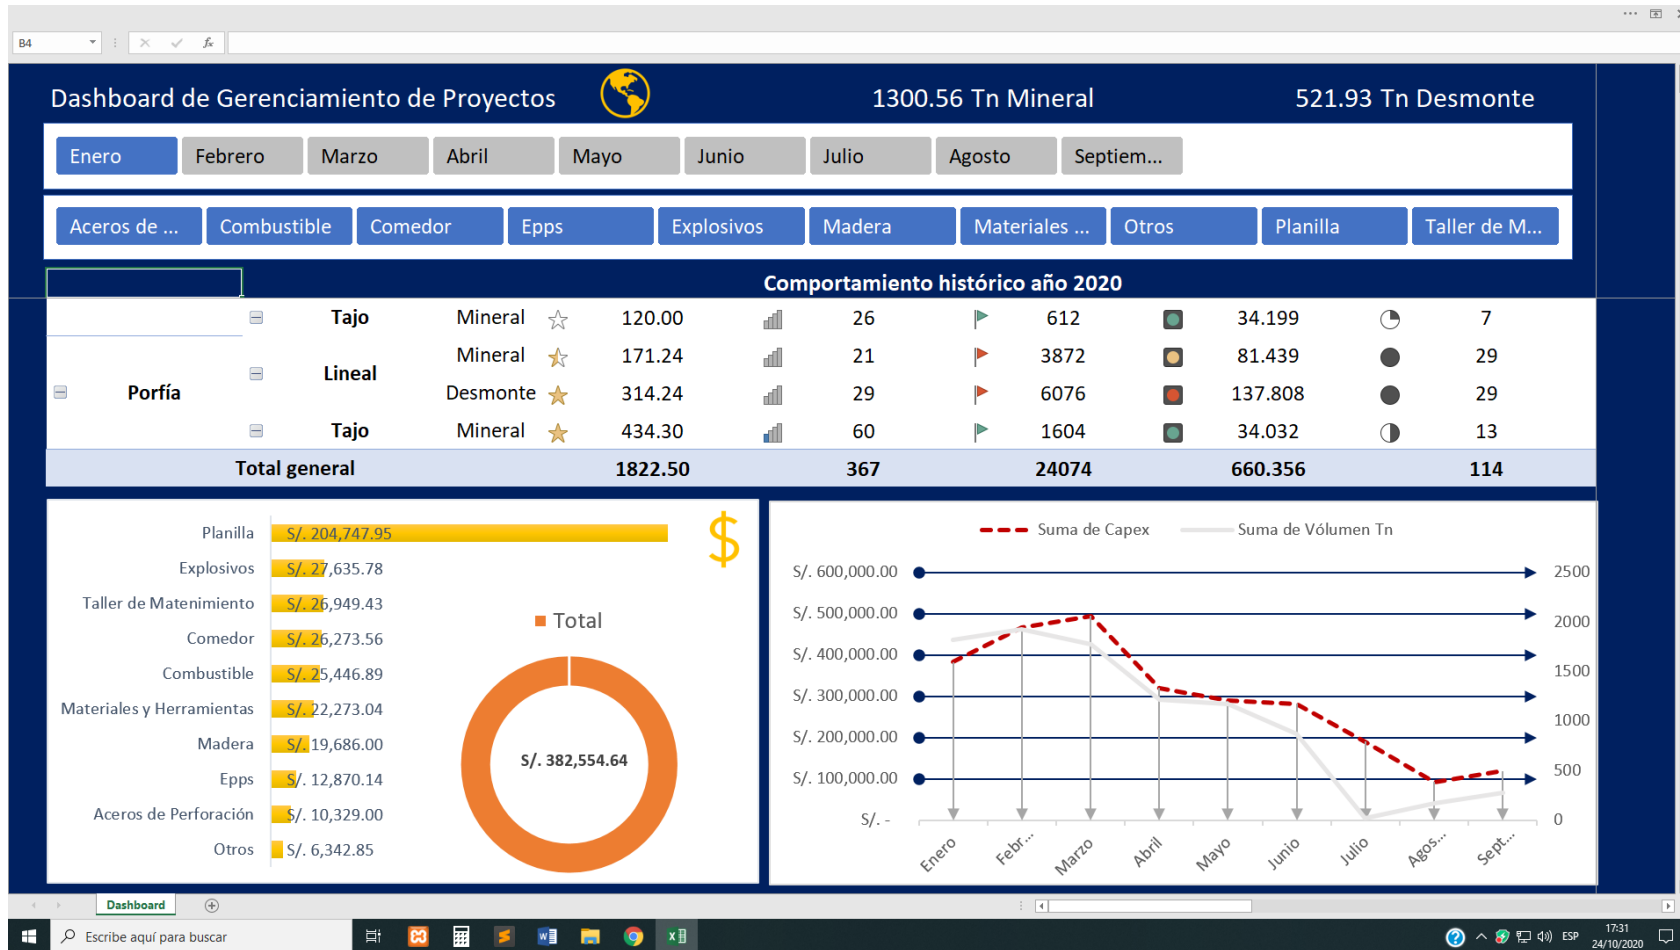 B4
fx
Dashboard de Gerenciamiento de Proyectos 1300.56 Tn Mineral 521.93 Tn Desmonte
Enero Febrero Marzo Abril Mayo Junio Julio Agosto Septiem...
Aceros de ... Combustible Comedor Epps Explosivos Madera Materiales ... Otros Planilla Taller de M...
Comportamiento histórico año 2020
Tajo Mineral 120.00 26 612 34.199 7
Mineral 171.24 21 3872 81.439 29
Lineal
Porfía Desmonte 314.24 29 6076 137.808 29
Tajo Mineral 434.30 60 1604 34.032 13
Total general 1822.50 367 24074 660.356 114
Planilla S/. 204,747.95
Explosivos S/. 27,635.78
Taller de Matenimiento S/. 26,949.43
Comedor S/. 26,273.56
Combustible S/. 25,446.89
Materiales y Herramientas S/. 22,273.04
Madera S/. 19,686.00
Epps S/. 12,870.14
Aceros de Perforación S/. 10,329.00
Otros S/. 6,342.85
$
Total
S/. 382,554.64
Suma de Capex Suma de Vólumen Tn
S/. 600,000.00 2500
S/. 500,000.00 2000
S/. 400,000.00 1500
S/. 300,000.00 1000
S/. 200,000.00 500
S/. 100,000.00 0
S/. -
Enero Febr... Marzo Abril Mayo Junio Julio Agos... Sept...
Dashboard
Escribe aquí para buscar
ESP 17:31
24/10/2020